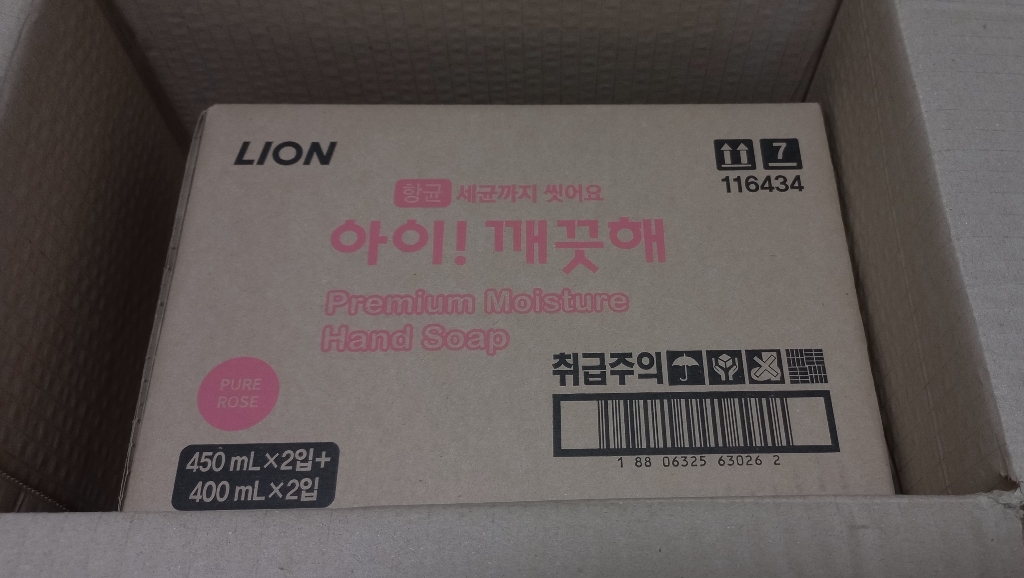 LION
7
116434
항균 세균까지 씻어요
아이! 깨끗해
Premium Moisture
Hand Soap
PURE
ROSE
취급주의
450 mL×2입+
400 mL×2입
1 88 06325 63026 2